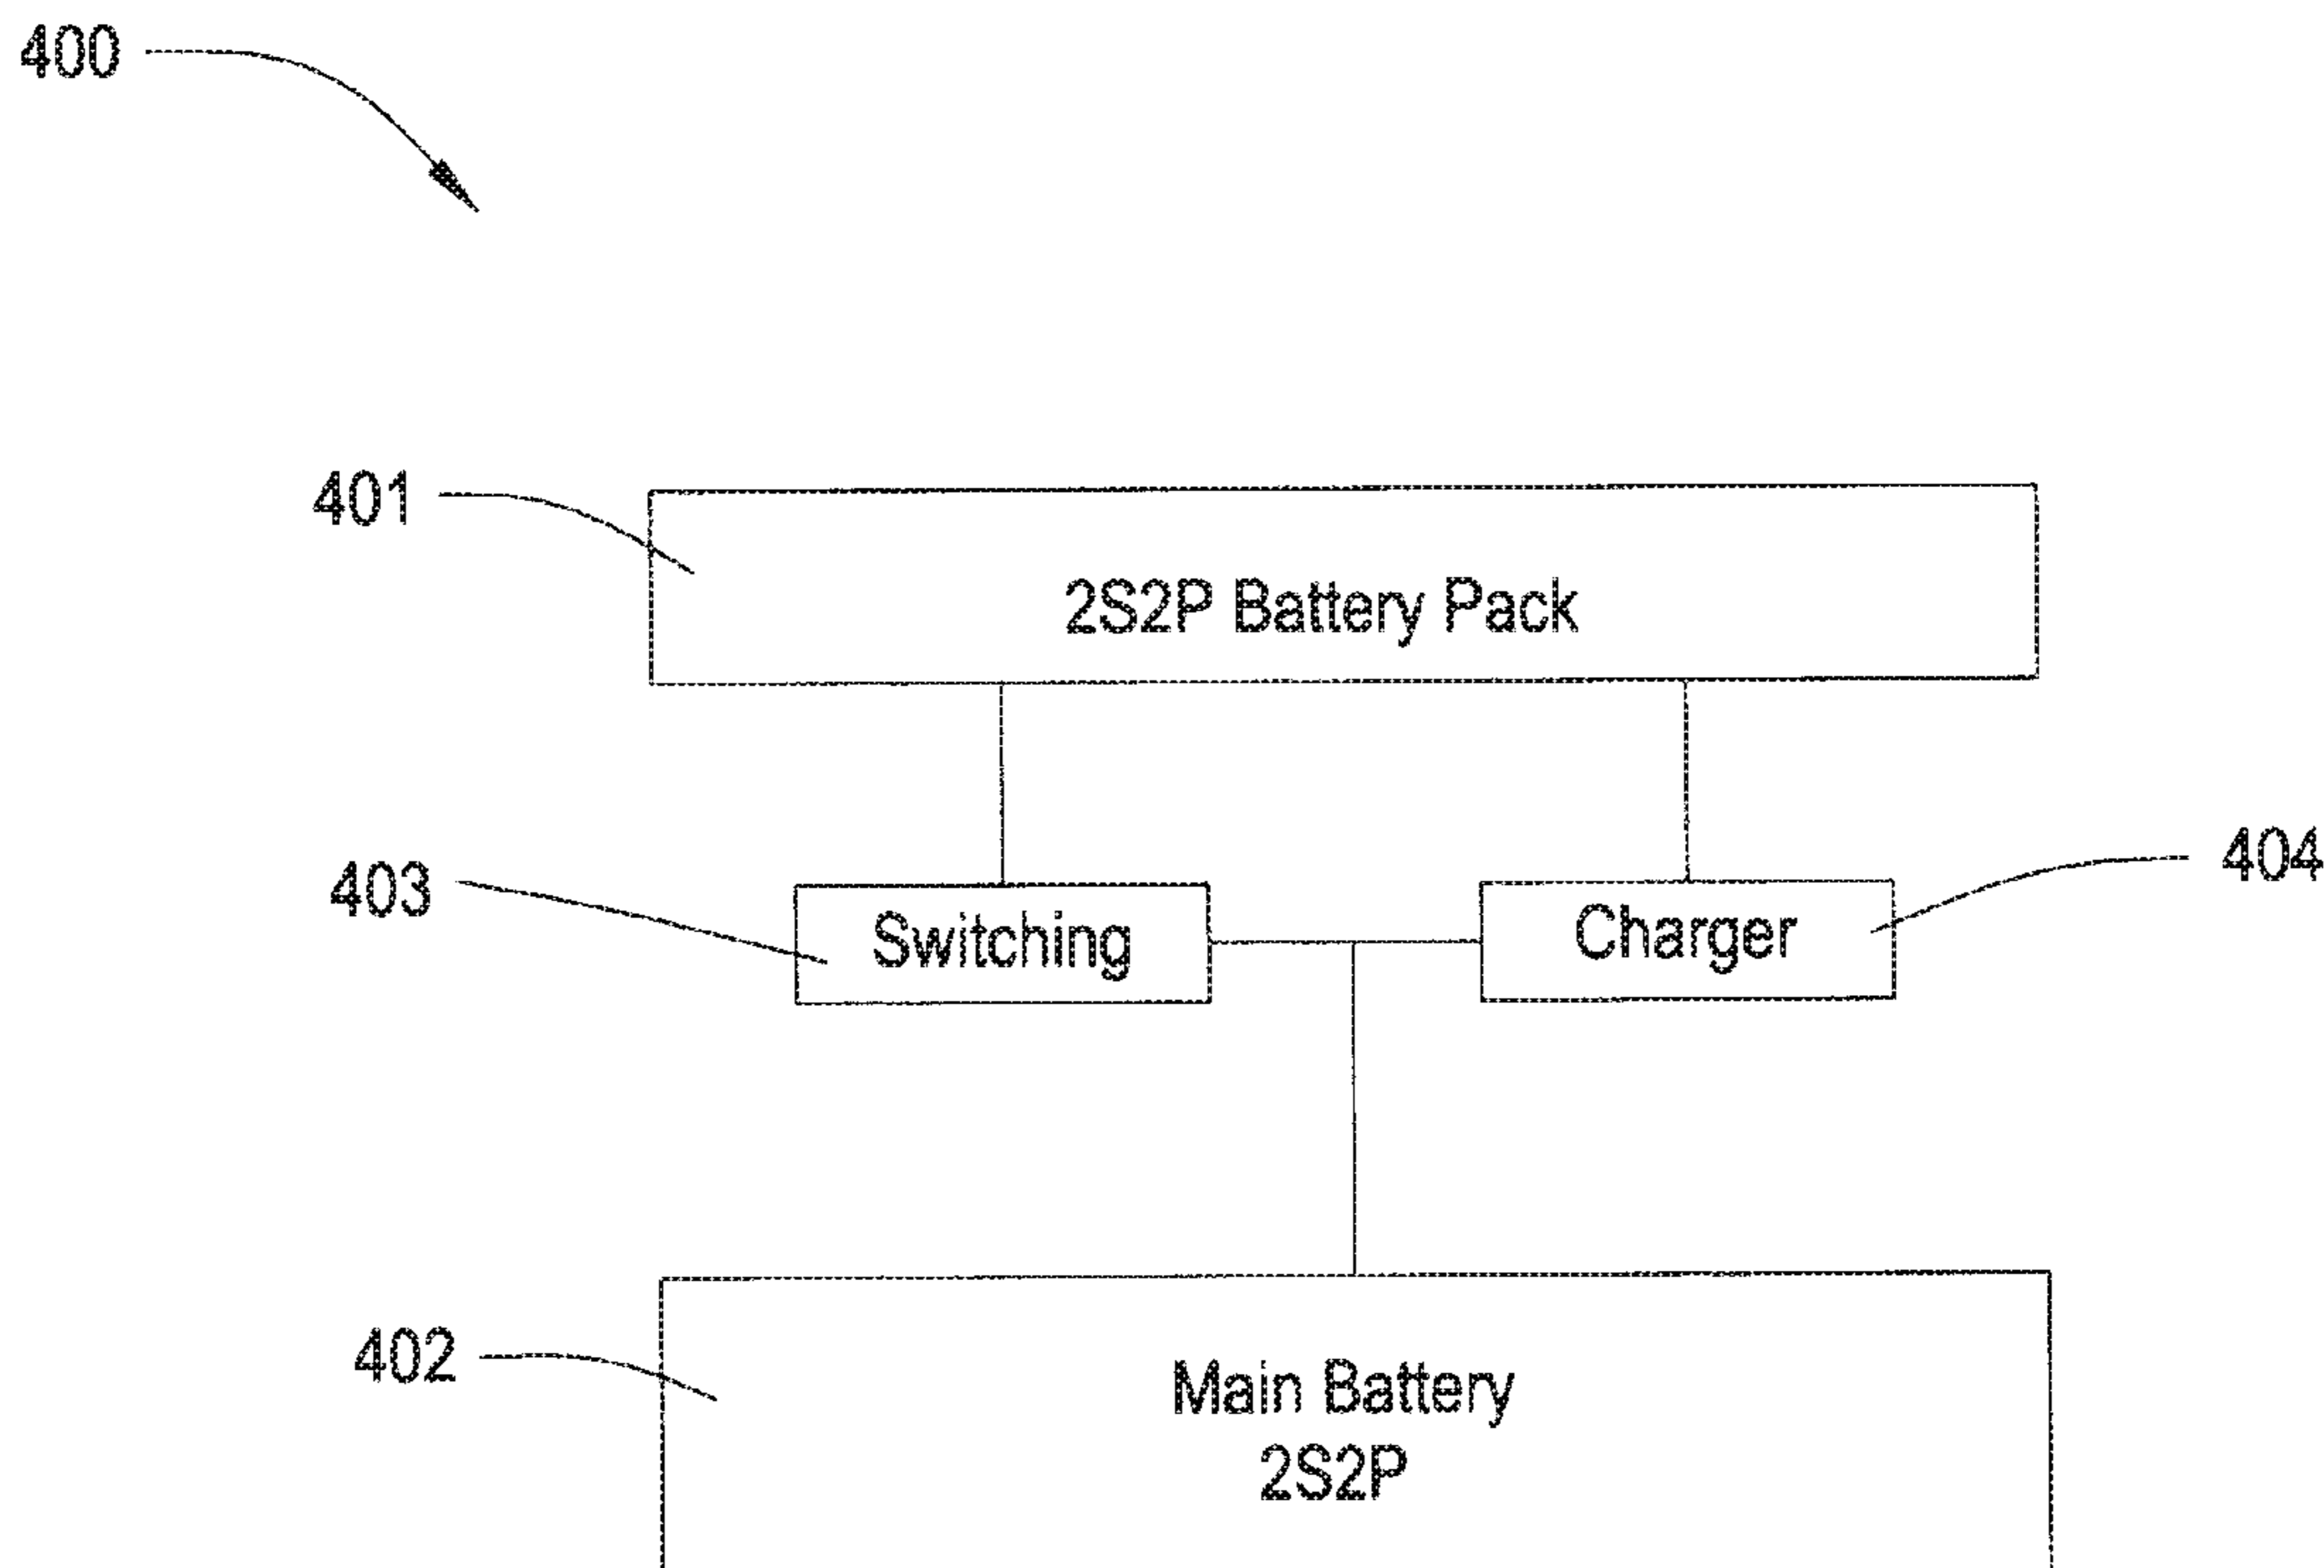 400
401
2S2P Battery Pack
403
Switching
Charger
404
402
Main Battery
2S2P